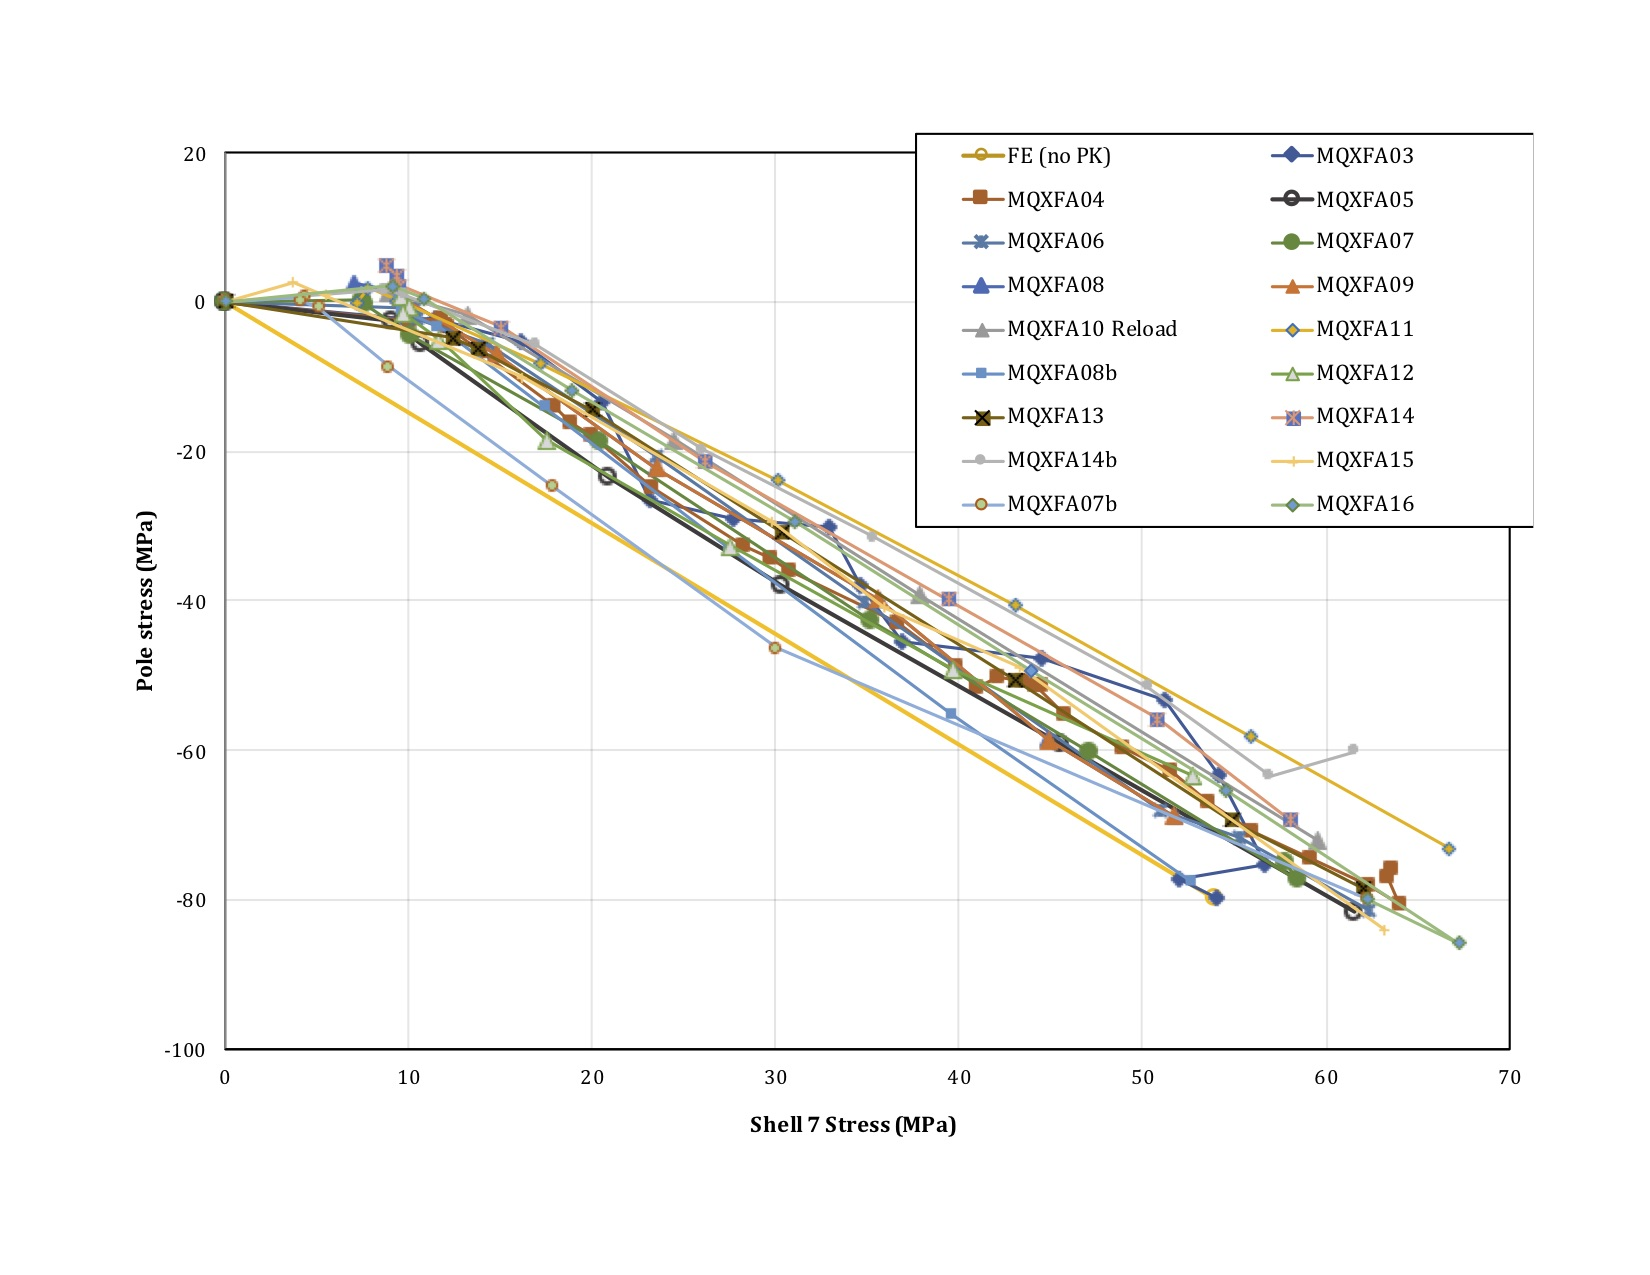 20
0
-20
-40
-60
-80
-100
0 10 20 30 40 50 60 70
Pole stress (MPa)
Shell 7 Stress (MPa)
FE (no PK) MQXFA03
MQXFA04 MQXFA05
MQXFA06 MQXFA07
MQXFA08 MQXFA09
MQXFA10 Reload MQXFA11
MQXFA08b MQXFA12
MQXFA13 MQXFA14
MQXFA14b MQXFA15
MQXFA07b MQXFA16